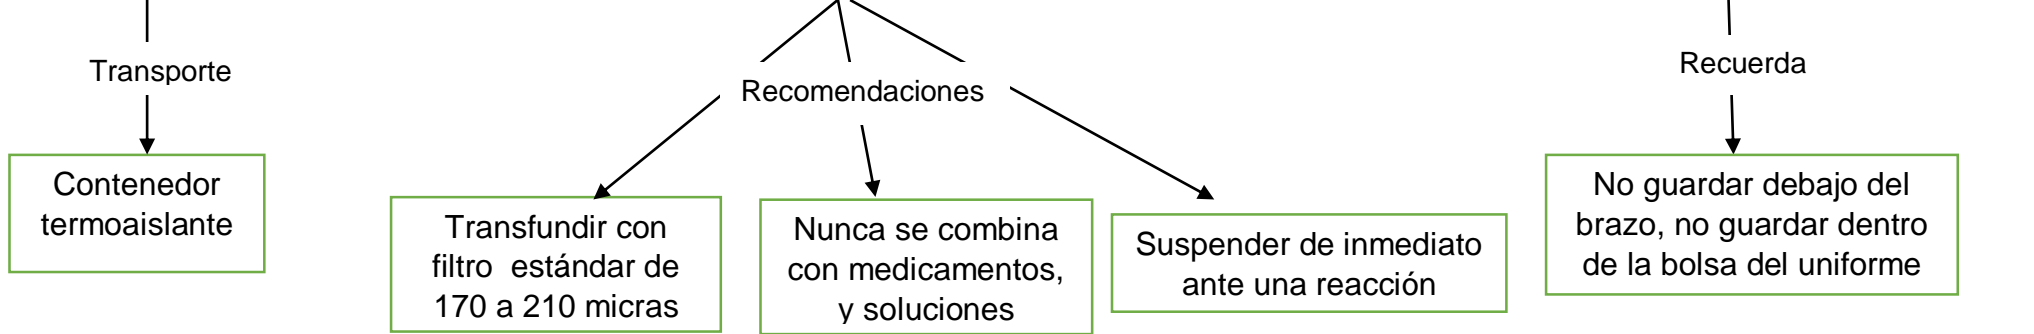 Transporte
Recomendaciones
Recuerda
Contenedor
termoaislante
Transfundir con
filtro  estándar de
170 a 210 micras
Nunca se combina
con medicamentos,
y soluciones
Suspender de inmediato
ante una reacción
No guardar debajo del
brazo, no guardar dentro
de la bolsa del uniforme